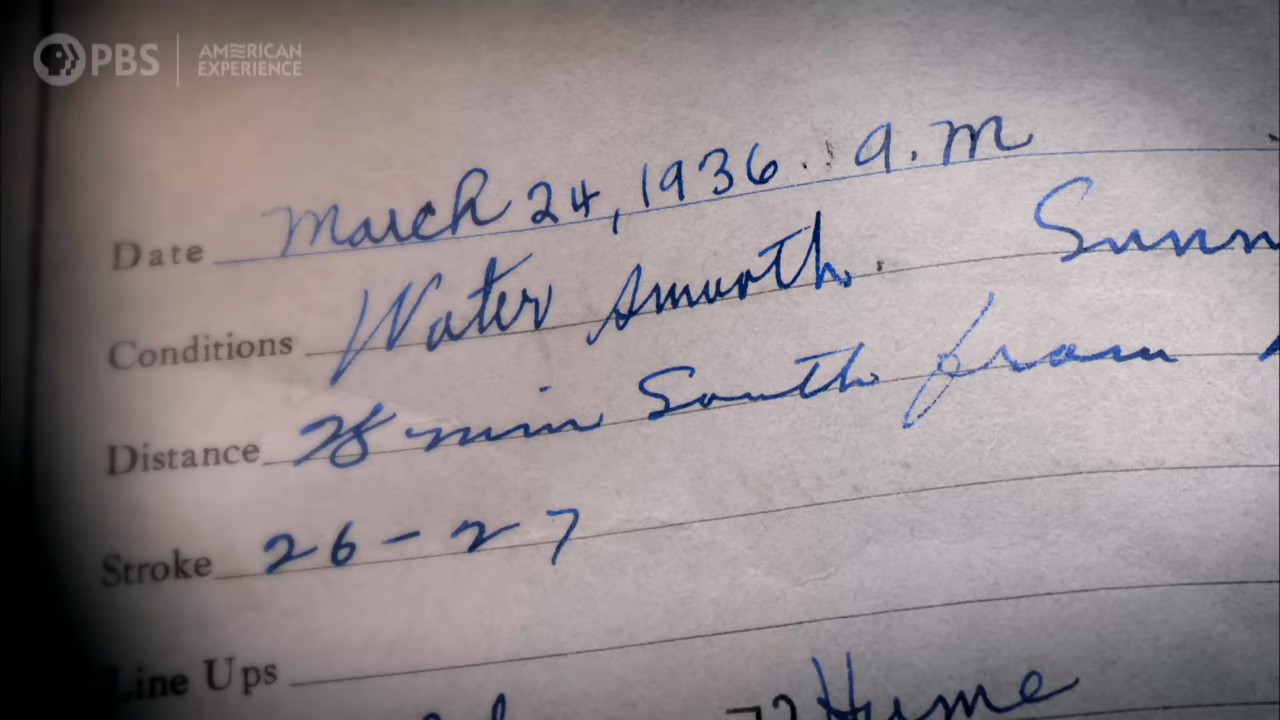 PBS AMERICAN
EXPERIENCE
Date March 24, 1936. 9. M
Conditions Water smooth. Sunn
Distance 28 min South from
Stroke 26-27
Line Ups
72 Hume